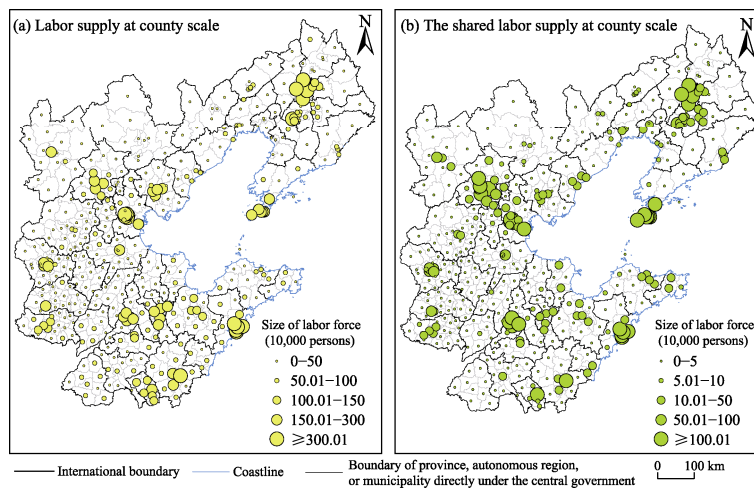 (a) Labor supply at county scale
N
Size of labor force
(10,000 persons)
0−50
50.01−100
100.01−150
150.01−300
≥300.01
(b) The shared labor supply at county scale
N
Size of labor force
(10,000 persons)
0−5
5.01−10
10.01−50
50.01−100
≥100.01
International boundary
Coastline
Boundary of province, autonomous region,
or municipality directly under the central government
0 100 km